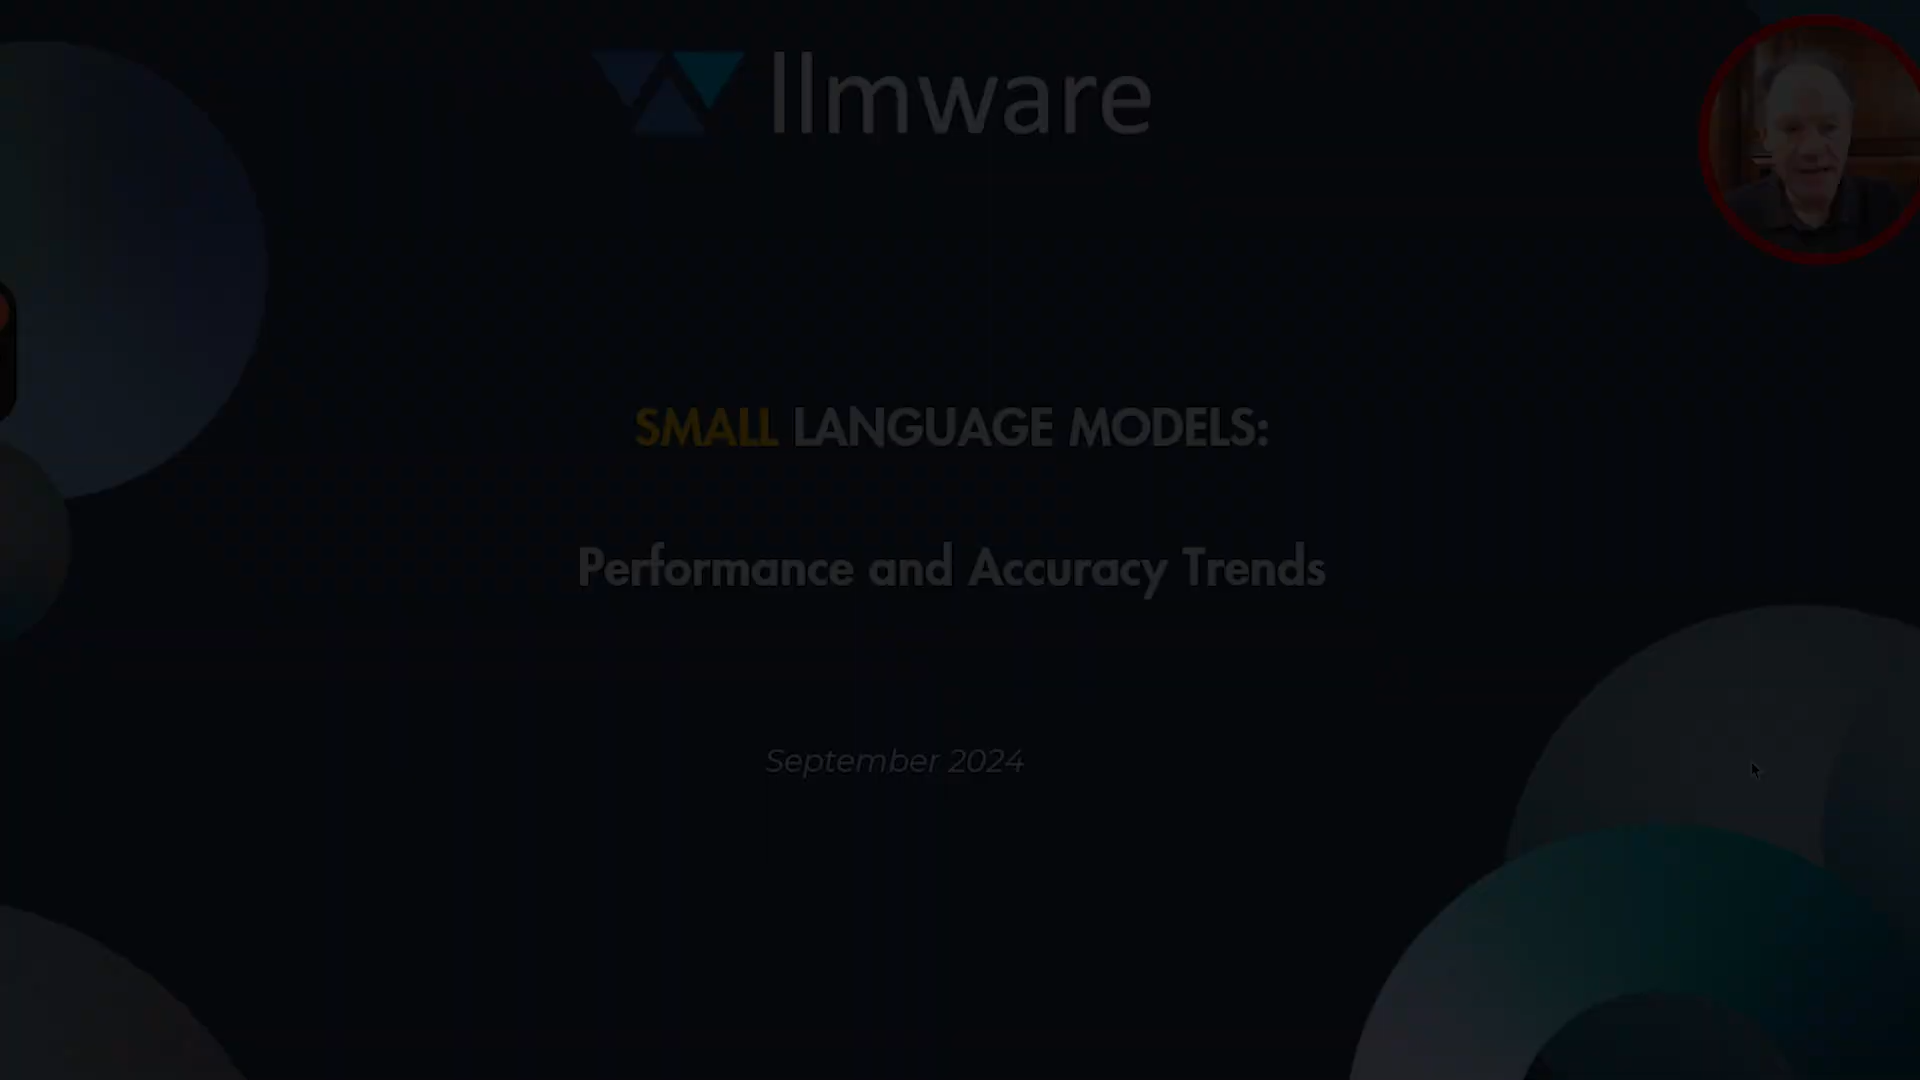 llmware
SMALL LANGUAGE MODELS:
Performance and Accuracy Trends
September 2024